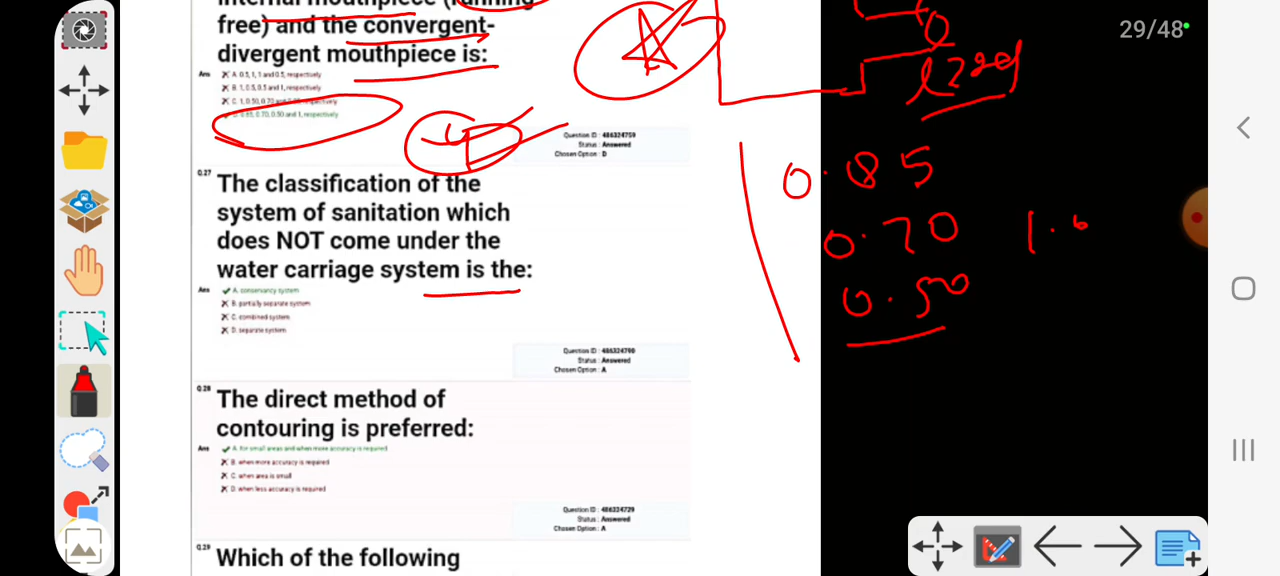 internal mouthpiece (running
free) and the convergent-
divergent mouthpiece is:
Ans
A. 0.5, 1, 1 and 0.5, respectively
B. 1, 0.5, 0.5 and 1, respectively
C. 1, 0.50, 0.70 and respectively
0.70, 0.50 and 1, respectively
Question ID : 486324759
Status : Answered
Chosen Option : D
Q.27
The classification of the
system of sanitation which
does NOT come under the
water carriage system is the:
Ans
A. conservancy system
B. partially separate system
C. combined system
D. separate system
Question ID : 486324790
Status : Answered
Chosen Option : A
Q.28
The direct method of
contouring is preferred:
Ans
A. for small areas and when more accuracy is required
B. when more accuracy is required
C. when area is small
D. when less accuracy is required
Question ID : 486324729
Status : Answered
Chosen Option : A
Q.29
Which of the following
29/48
0.85
0.70
0.50